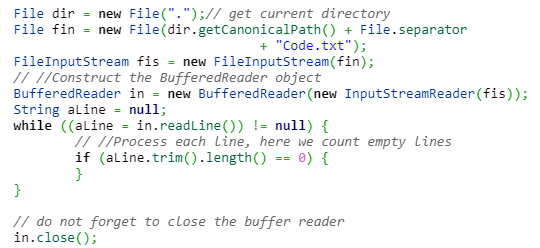 File dir = new File(".");// get current directory
File fin = new File(dir.getCanonicalPath() + File.separator
                                 + "Code.txt");
FileInputStream fis = new FileInputStream(fin);
// //Construct the BufferedReader object
BufferedReader in = new BufferedReader(new InputStreamReader(fis));
String aLine = null;
while ((aLine = in.readLine()) != null) {
        // //Process each line, here we count empty lines
        if (aLine.trim().length() == 0) {
        }
}

// do not forget to close the buffer reader
in.close();